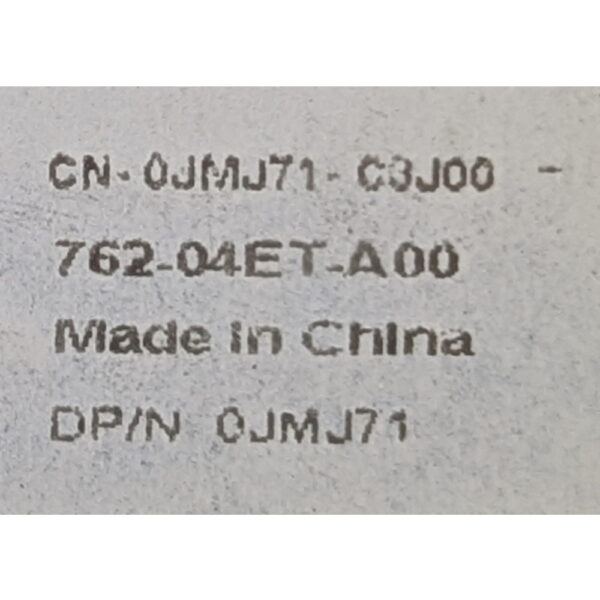 CN-0JMJ71-C3J00 -
762-04ET-A00
Made in China
DP/N 0JMJ71